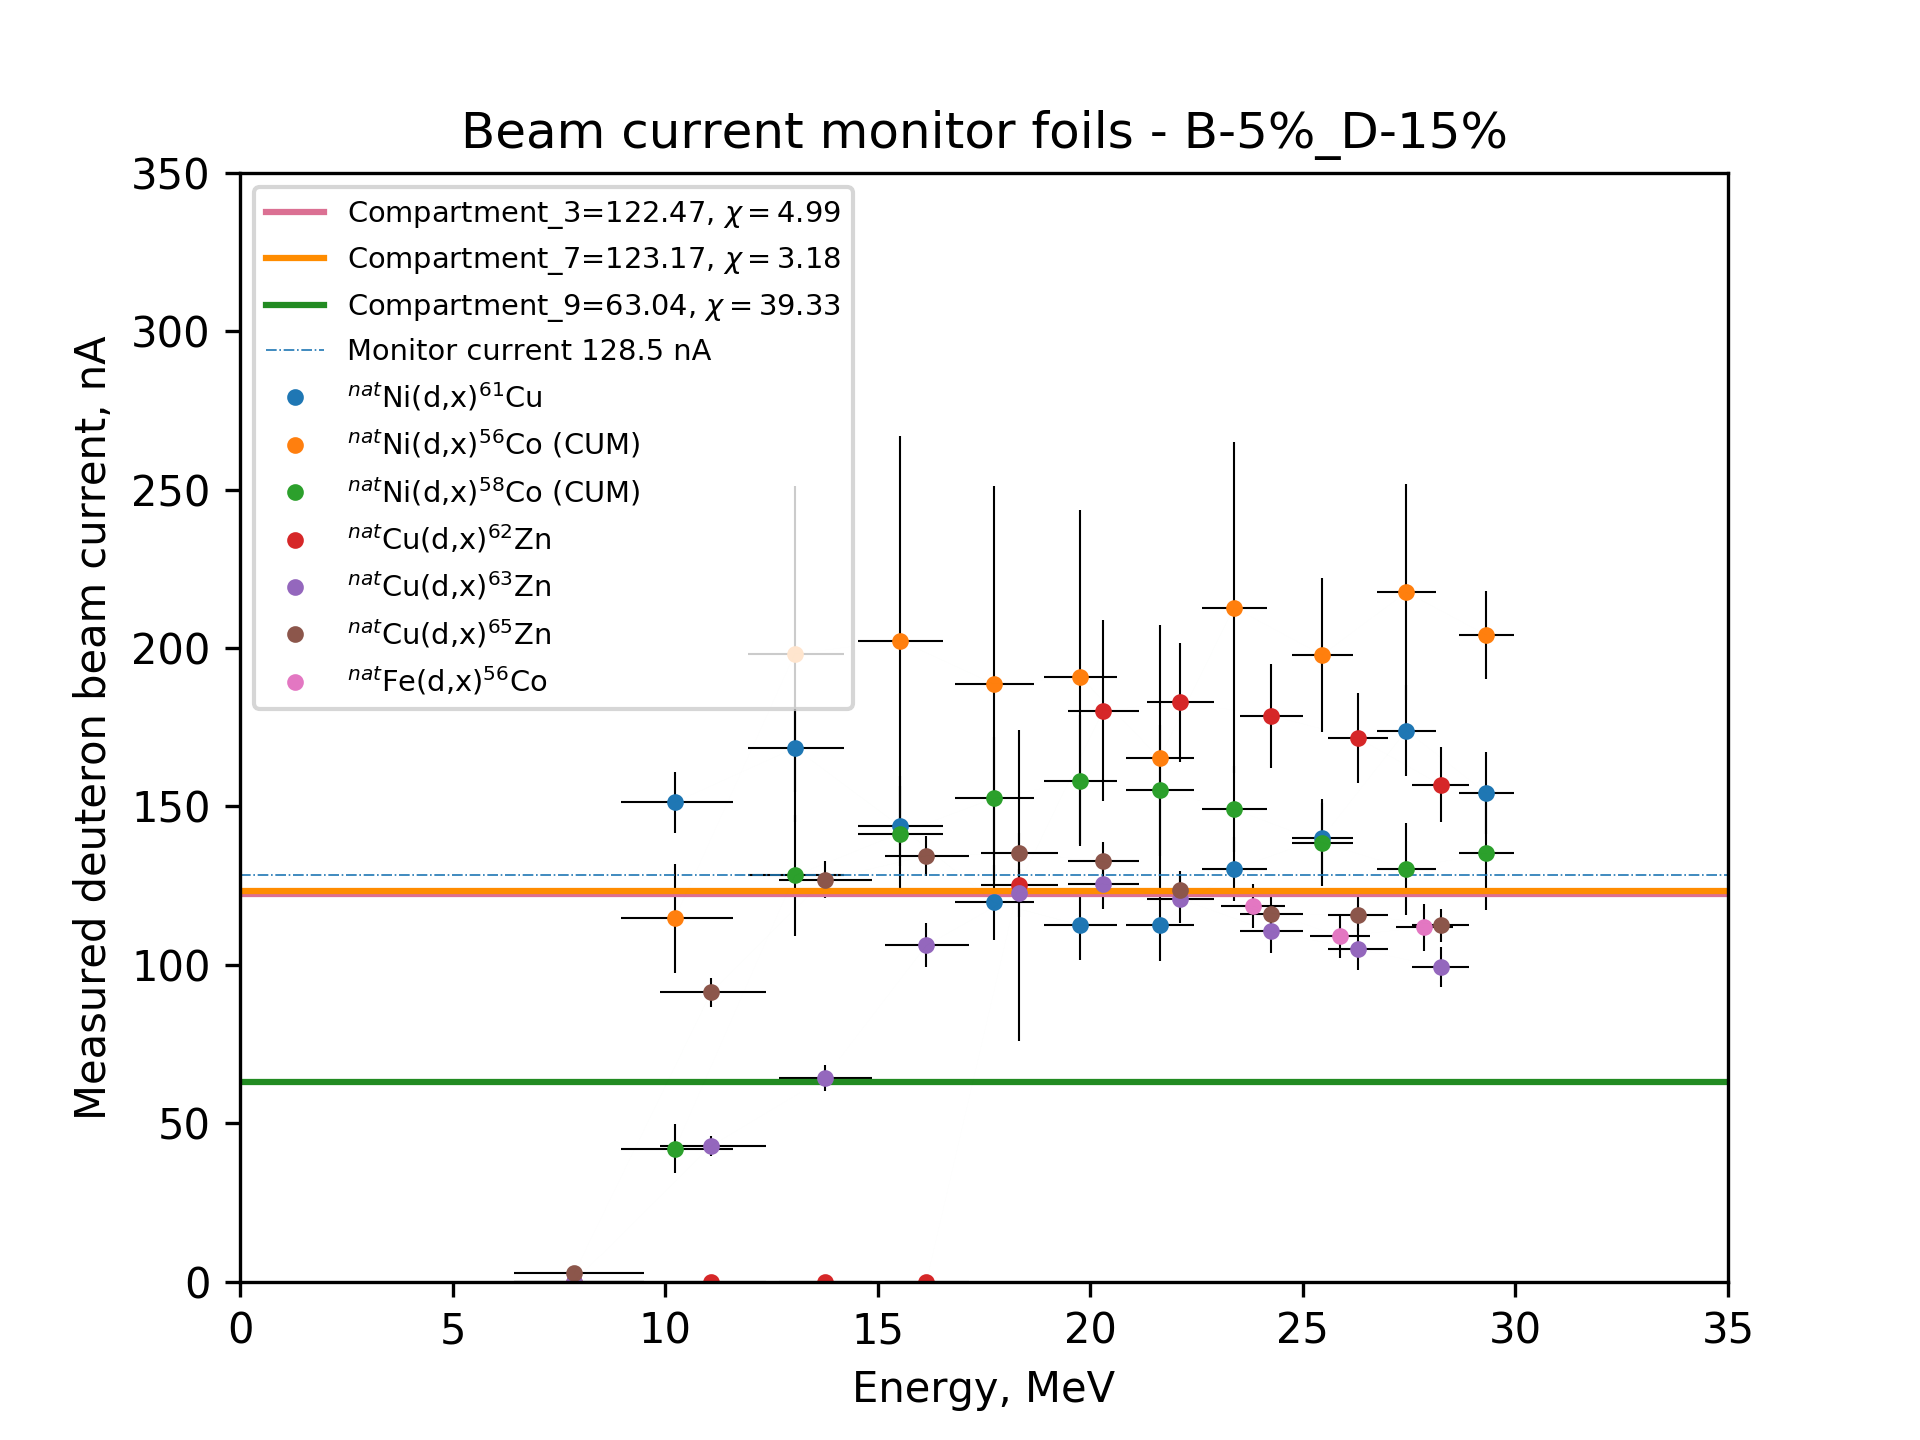 Beam current monitor foils - B-5%_D-15%
Measured deuteron beam current, nA
350
300
250
200
150
100
50
0
Compartment_3=122.47, χ = 4.99
Compartment_7=123.17, χ = 3.18
Compartment_9=63.04, χ = 39.33
Monitor current 128.5 nA
ⁿᵃᵗNi(d,x)⁶¹Cu
ⁿᵃᵗNi(d,x)⁵⁶Co (CUM)
ⁿᵃᵗNi(d,x)⁵⁸Co (CUM)
ⁿᵃᵗCu(d,x)⁶²Zn
ⁿᵃᵗCu(d,x)⁶³Zn
ⁿᵃᵗCu(d,x)⁶⁵Zn
ⁿᵃᵗFe(d,x)⁵⁶Co
0 5 10 15 20 25 30 35
Energy, MeV